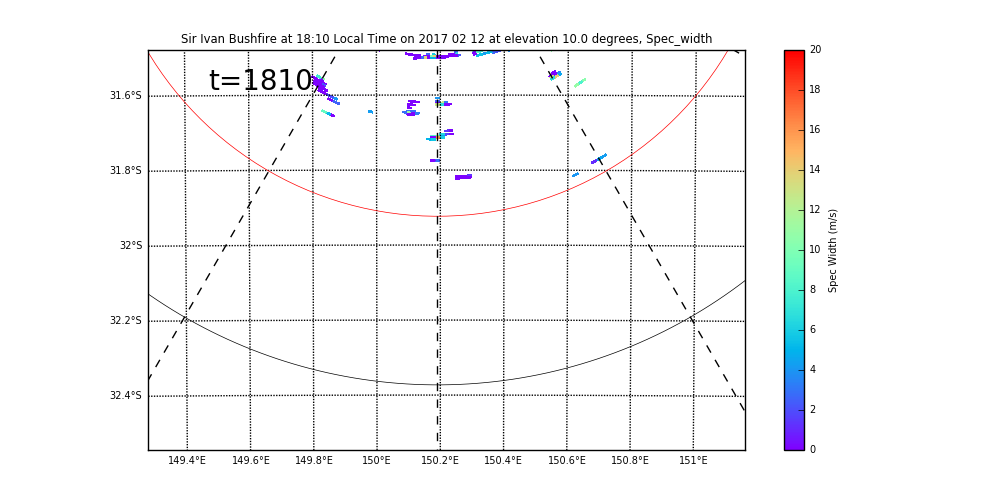 Sir Ivan Bushfire at 18:10 Local Time on 2017 02 12 at elevation 10.0 degrees, Spec_width
t=1810
31.6°S
31.8°S
32°S
32.2°S
32.4°S
149.4°E 149.6°E 149.8°E 150°E 150.2°E 150.4°E 150.6°E 150.8°E 151°E
20
18
16
14
12
10
8
6
4
2
0
Spec Width (m/s)